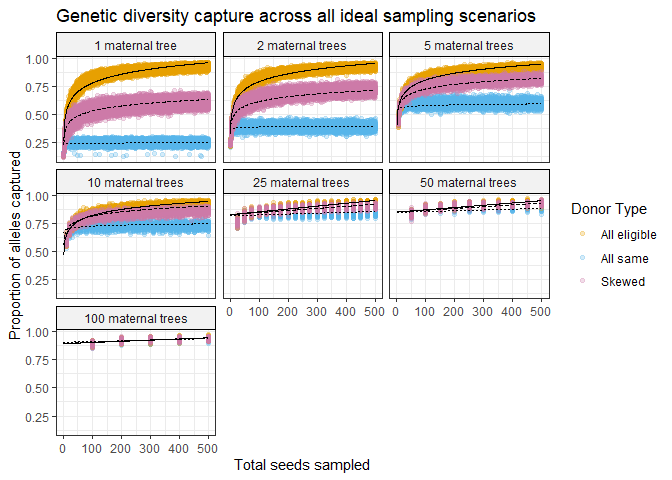 Genetic diversity capture across all ideal sampling scenarios
1 maternal tree
2 maternal trees
5 maternal trees
1.00
0.75
0.50
0.25
10 maternal trees
25 maternal trees
50 maternal trees
1.00
0.75
0.50
0.25
0 100 200 300 400 500
0 100 200 300 400 500
100 maternal trees
1.00
0.75
0.50
0.25
0 100 200 300 400 500
Proportion of alleles captured
Total seeds sampled
Donor Type
All eligible
All same
Skewed